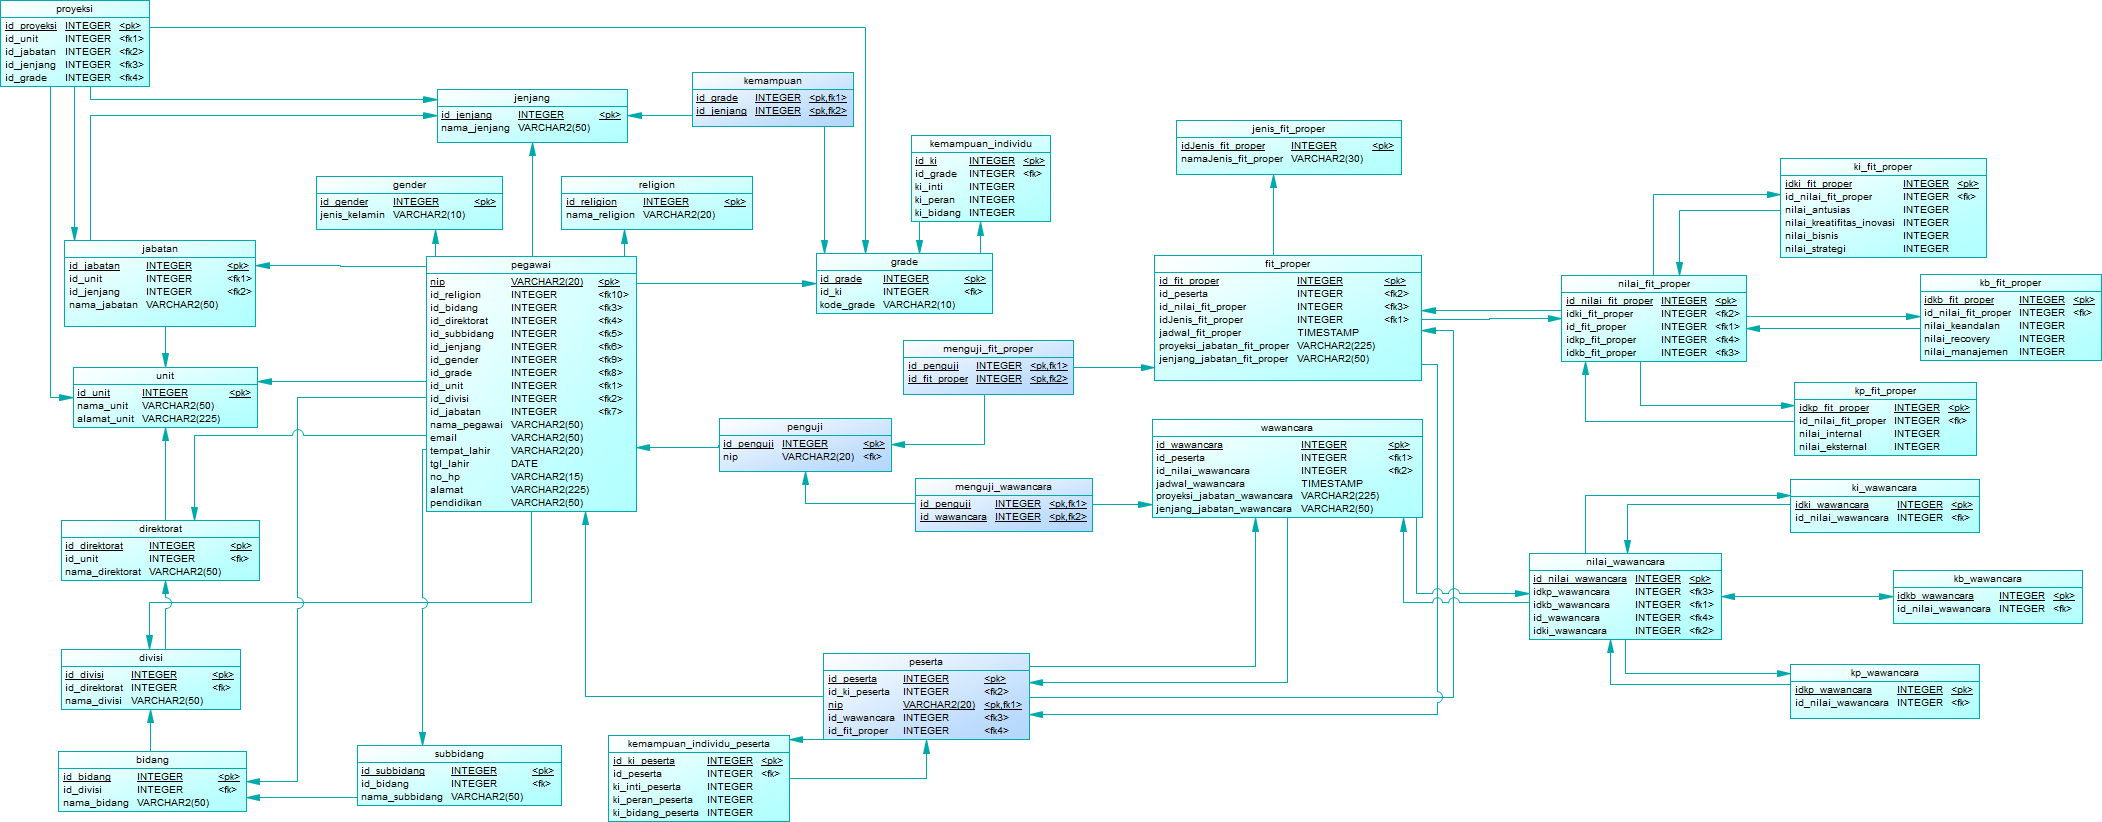 proyeksi
id_proyeksi INTEGER <pk>
id_unit INTEGER <fk1>
id_jabatan INTEGER <fk2>
id_jenjang INTEGER <fk3>
id_grade INTEGER <fk4>
jenjang
id_jenjang INTEGER <pk>
nama_jenjang VARCHAR2(50)
kemampuan
id_grade INTEGER <pk,fk1>
id_jenjang INTEGER <pk,fk2>
kemampuan_individu
id_ki INTEGER <pk>
id_grade INTEGER <fk>
ki_inti INTEGER
ki_peran INTEGER
ki_bidang INTEGER
jenis_fit_proper
idJenis_fit_proper INTEGER <pk>
namaJenis_fit_proper VARCHAR2(30)
ki_fit_proper
idki_fit_proper INTEGER <pk>
id_nilai_fit_proper INTEGER <fk>
nilai_antusias INTEGER
nilai_kreatifitas_inovasi INTEGER
nilai_bisnis INTEGER
nilai_strategi INTEGER
gender
id_gender INTEGER <pk>
jenis_kelamin VARCHAR2(10)
religion
id_religion INTEGER <pk>
nama_religion VARCHAR2(20)
jabatan
id_jabatan INTEGER <pk>
id_unit INTEGER <fk1>
id_jenjang INTEGER <fk2>
nama_jabatan VARCHAR2(50)
pegawai
nip VARCHAR2(20) <pk>
id_religion INTEGER <fk10>
id_bidang INTEGER <fk3>
id_direktorat INTEGER <fk4>
id_subbidang INTEGER <fk5>
id_jenjang INTEGER <fk6>
id_gender INTEGER <fk9>
id_grade INTEGER <fk8>
id_unit INTEGER <fk1>
id_divisi INTEGER <fk2>
id_jabatan INTEGER <fk7>
nama_pegawai VARCHAR2(50)
email VARCHAR2(50)
tempat_lahir VARCHAR2(20)
tgl_lahir DATE
no_hp VARCHAR2(15)
alamat VARCHAR2(225)
pendidikan VARCHAR2(50)
grade
id_grade INTEGER <pk>
id_ki INTEGER <fk>
kode_grade VARCHAR2(10)
fit_proper
id_fit_proper INTEGER <pk>
id_peserta INTEGER <fk2>
id_nilai_fit_proper INTEGER <fk3>
idJenis_fit_proper INTEGER <fk1>
jadwal_fit_proper TIMESTAMP
proyeksi_jabatan_fit_proper VARCHAR2(225)
jenjang_jabatan_fit_proper VARCHAR2(50)
nilai_fit_proper
id_nilai_fit_proper INTEGER <pk>
idki_fit_proper INTEGER <fk2>
id_fit_proper INTEGER <fk1>
idkp_fit_proper INTEGER <fk4>
idkb_fit_proper INTEGER <fk3>
kb_fit_proper
idkb_fit_proper INTEGER <pk>
id_nilai_fit_proper INTEGER <fk>
nilai_keandalan INTEGER
nilai_recovery INTEGER
nilai_manajemen INTEGER
unit
id_unit INTEGER <pk>
nama_unit VARCHAR2(50)
alamat_unit VARCHAR2(225)
menguji_fit_proper
id_penguji INTEGER <pk,fk1>
id_fit_proper INTEGER <pk,fk2>
kp_fit_proper
idkp_fit_proper INTEGER <pk>
id_nilai_fit_proper INTEGER <fk>
nilai_internal INTEGER
nilai_eksternal INTEGER
penguji
id_penguji INTEGER <pk>
nip VARCHAR2(20) <fk>
wawancara
id_wawancara INTEGER <pk>
id_peserta INTEGER <fk1>
id_nilai_wawancara INTEGER <fk2>
jadwal_wawancara TIMESTAMP
proyeksi_jabatan_wawancara VARCHAR2(225)
jenjang_jabatan_wawancara VARCHAR2(50)
menguji_wawancara
id_penguji INTEGER <pk,fk1>
id_wawancara INTEGER <pk,fk2>
ki_wawancara
idki_wawancara INTEGER <pk>
id_nilai_wawancara INTEGER <fk>
direktorat
id_direktorat INTEGER <pk>
id_unit INTEGER <fk>
nama_direktorat VARCHAR2(50)
nilai_wawancara
id_nilai_wawancara INTEGER <pk>
idkp_wawancara INTEGER <fk3>
idkb_wawancara INTEGER <fk1>
id_wawancara INTEGER <fk4>
idki_wawancara INTEGER <fk2>
kb_wawancara
idkb_wawancara INTEGER <pk>
id_nilai_wawancara INTEGER <fk>
divisi
id_divisi INTEGER <pk>
id_direktorat INTEGER <fk>
nama_divisi VARCHAR2(50)
peserta
id_peserta INTEGER <pk>
id_ki_peserta INTEGER <fk2>
nip VARCHAR2(20) <pk,fk1>
id_wawancara INTEGER <fk3>
id_fit_proper INTEGER <fk4>
kp_wawancara
idkp_wawancara INTEGER <pk>
id_nilai_wawancara INTEGER <fk>
bidang
id_bidang INTEGER <pk>
id_divisi INTEGER <fk>
nama_bidang VARCHAR2(50)
subbidang
id_subbidang INTEGER <pk>
id_bidang INTEGER <fk>
nama_subbidang VARCHAR2(50)
kemampuan_individu_peserta
id_ki_peserta INTEGER <pk>
id_peserta INTEGER <fk>
ki_inti_peserta INTEGER
ki_peran_peserta INTEGER
ki_bidang_peserta INTEGER